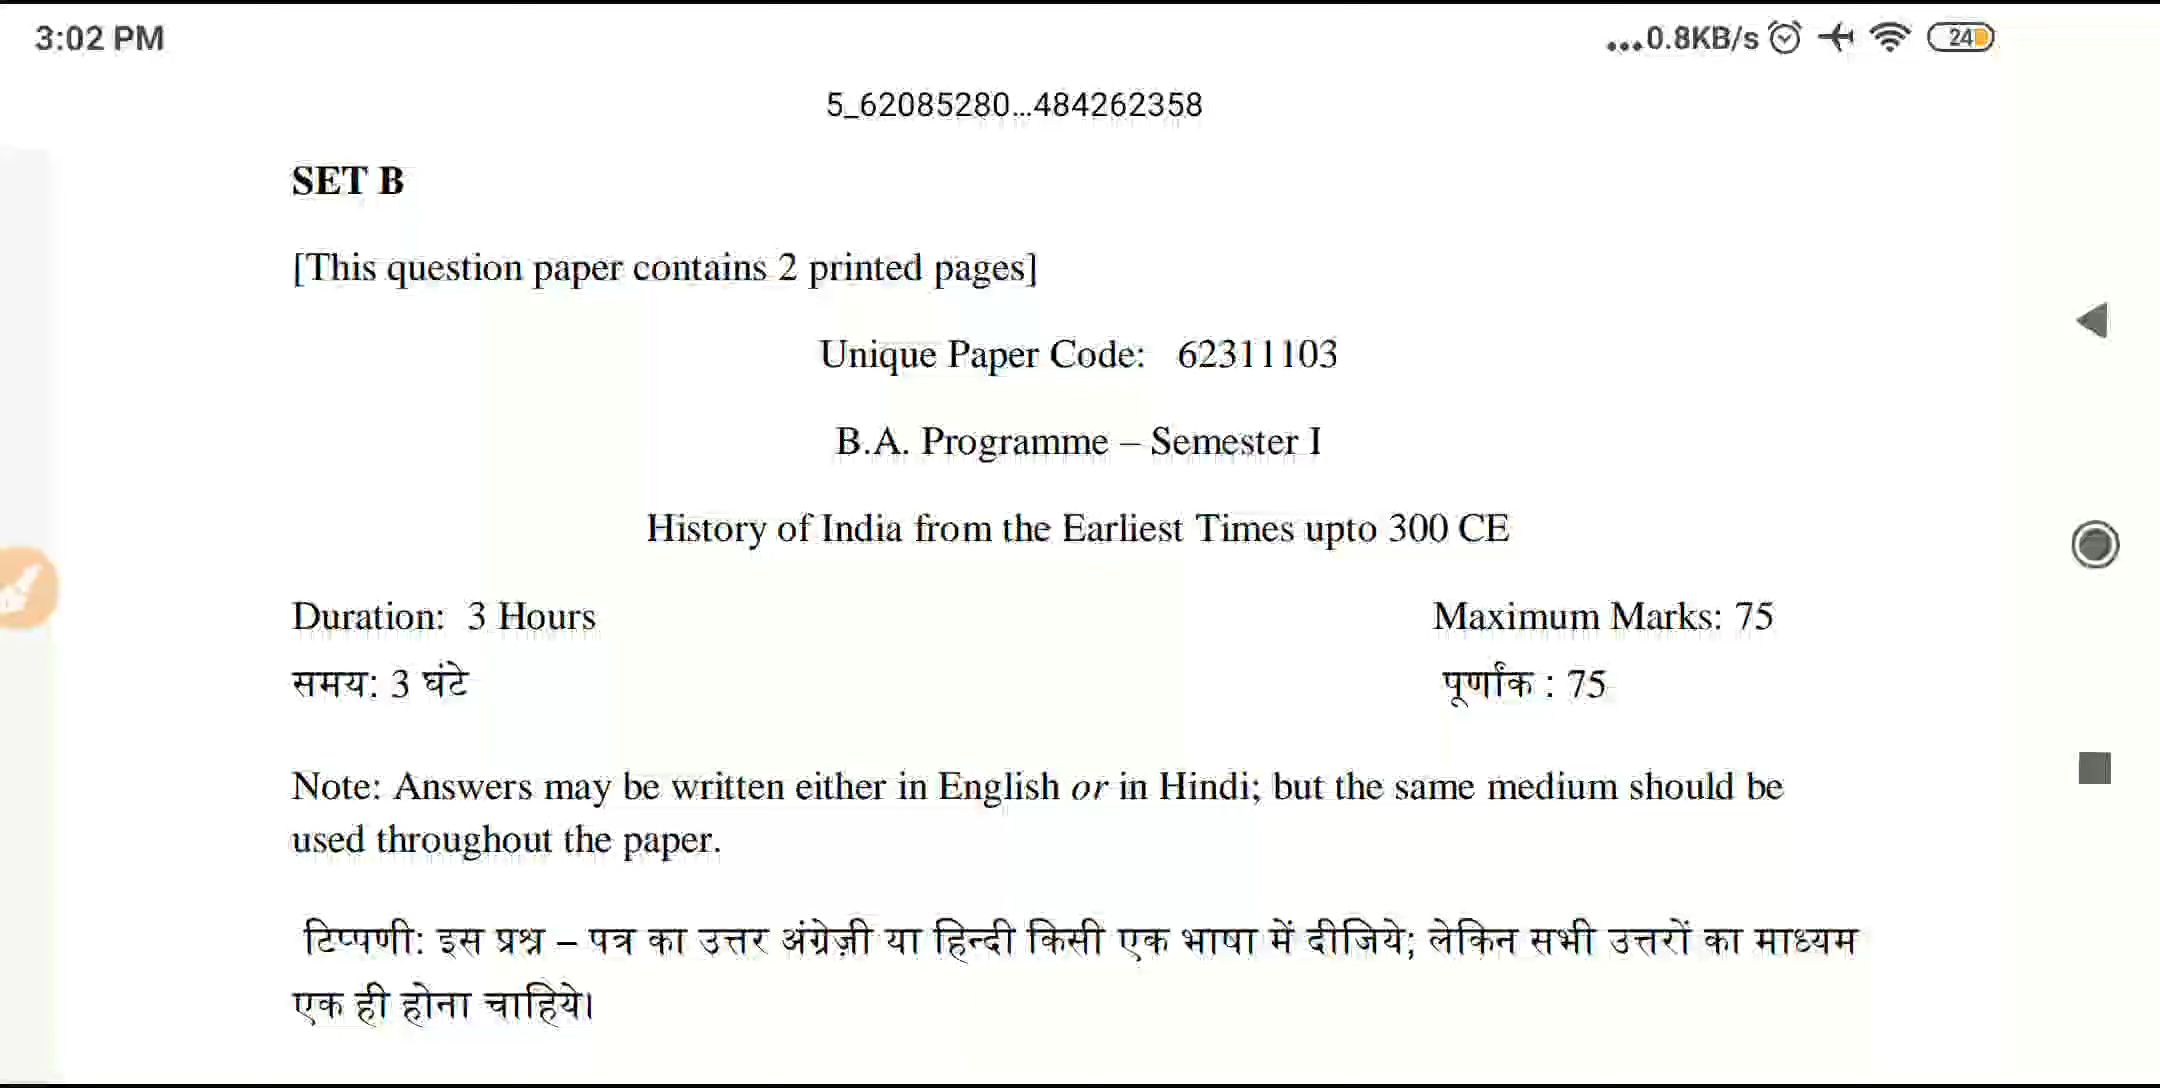 3:02 PM ...0.8KB/s 24
5_62085280...484262358
SET B
[This question paper contains 2 printed pages]
Unique Paper Code: 62311103
B.A. Programme – Semester I
History of India from the Earliest Times upto 300 CE
Duration: 3 Hours Maximum Marks: 75
समय: 3 घंटे पूर्णांक : 75
Note: Answers may be written either in English or in Hindi; but the same medium should be
used throughout the paper.
टिप्पणी: इस प्रश्न – पत्र का उत्तर अंग्रेज़ी या हिन्दी किसी एक भाषा में दीजिये; लेकिन सभी उत्तरों का माध्यम
एक ही होना चाहिये।